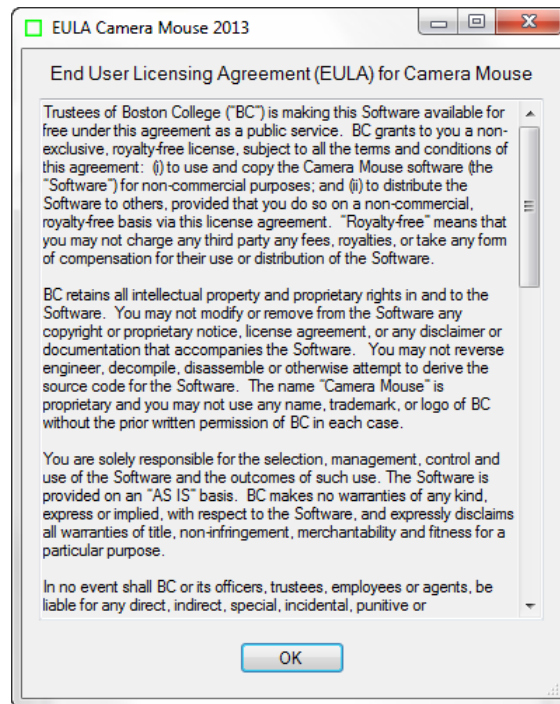 EULA Camera Mouse 2013
End User Licensing Agreement (EULA) for Camera Mouse
Trustees of Boston College ("BC") is making this Software available for
free under this agreement as a public service.  BC grants to you a non-
exclusive, royalty-free license, subject to all the terms and conditions of
this agreement:  (i) to use and copy the Camera Mouse software (the
"Software") for non-commercial purposes; and (ii) to distribute the
Software to others, provided that you do so on a non-commercial,
royalty-free basis via this license agreement.  "Royalty-free" means that
you may not charge any third party any fees, royalties, or take any form
of compensation for their use or distribution of the Software.
BC retains all intellectual property and proprietary rights in and to the
Software.  You may not modify or remove from the Software any
copyright or proprietary notice, license agreement, or any disclaimer or
documentation that accompanies the Software.   You may not reverse
engineer, decompile, disassemble or otherwise attempt to derive the
source code for the Software.  The name "Camera Mouse" is
proprietary and you may not use any name, trademark, or logo of BC
without the prior written permission of BC in each case.
You are solely responsible for the selection, management, control and
use of the Software and the outcomes of such use. The Software is
provided on an "AS IS" basis.  BC makes no warranties of any kind,
express or implied, with respect to the Software, and expressly disclaims
all warranties of title, non-infringement, merchantability and fitness for a
particular purpose.
In no event shall BC or its officers, trustees, employees or agents, be
liable for any direct, indirect, special, incidental, punitive or
OK